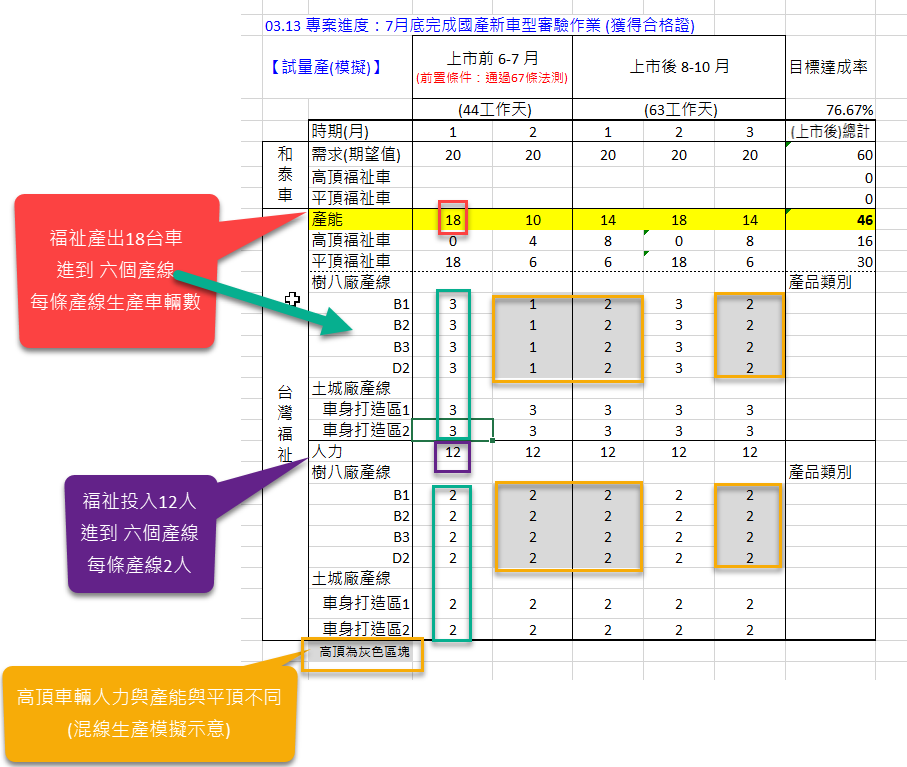 03.13 專案進度：7月底完成國產新車型審驗作業 (獲得合格證)
【試量產(模擬)】 上市前 6-7 月 上市後 8-10 月 目標達成率
(前置條件：通過67條法測)
(44工作天) (63工作天) 76.67%
時期(月) 1 2 1 2 3 (上市後)總計
和泰車
需求(期望值) 20 20 20 20 20 60
高頂福祉車 0
平頂福祉車 0
產能 18 10 14 18 14 46
高頂福祉車 0 4 8 0 8 16
平頂福祉車 18 6 6 18 6 30
樹八廠產線 產品類別
B1 3 1 2 3 2
B2 3 1 2 3 2
B3 3 1 2 3 2
D2 3 1 2 3 2
台灣福祉
土城廠產線
車身打造區1 3 3 3 3 3
車身打造區2 3 3 3 3 3
人力 12 12 12 12 12
樹八廠產線 產品類別
B1 2 2 2 2 2
B2 2 2 2 2 2
B3 2 2 2 2 2
D2 2 2 2 2 2
土城廠產線
車身打造區1 2 2 2 2 2
車身打造區2 2 2 2 2 2
高頂為灰色區塊
福祉產出18台車
進到 六個產線
每條產線生產車輛數
福祉投入12人
進到 六個產線
每條產線2人
高頂車輛人力與產能與平頂不同
(混線生產模擬示意)